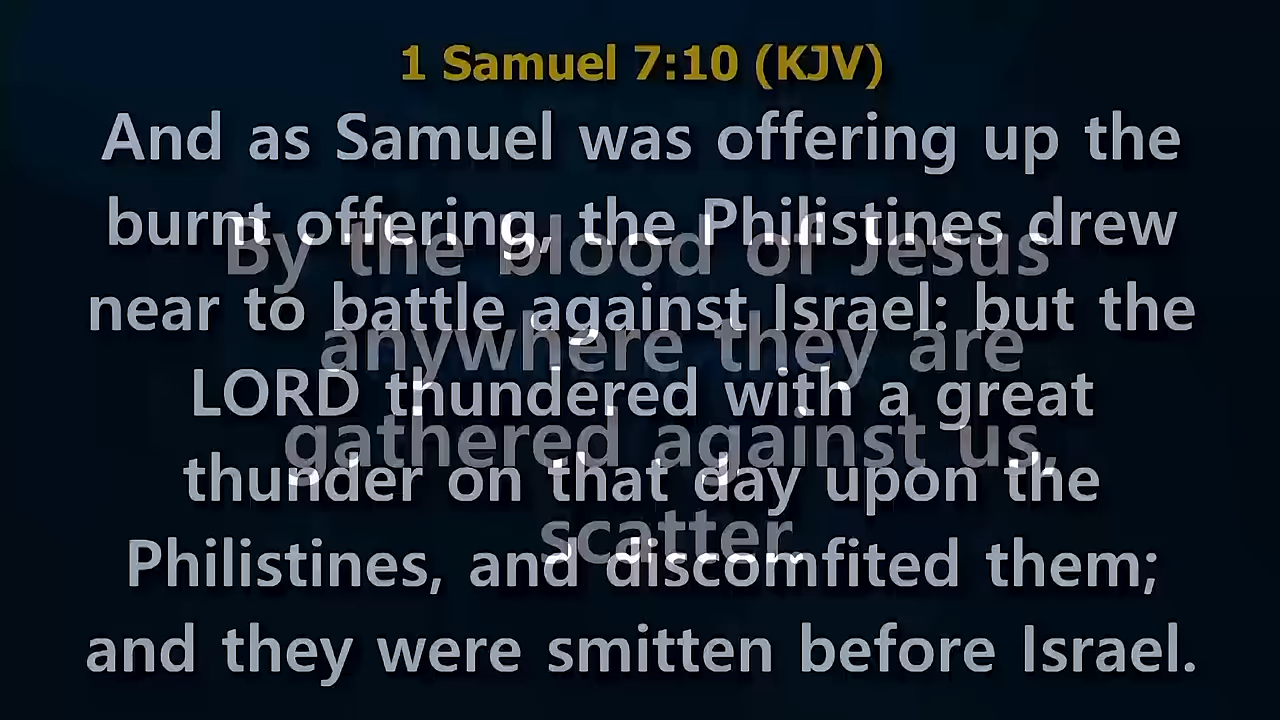 1 Samuel 7:10 (KJV)
And as Samuel was offering up the
burnt offering, the Philistines drew
near to battle against Israel: but the
LORD thundered with a great
thunder on that day upon the
Philistines, and discomfited them;
and they were smitten before Israel.
By the blood of Jesus
anywhere they are
gathered against us,
scatter.